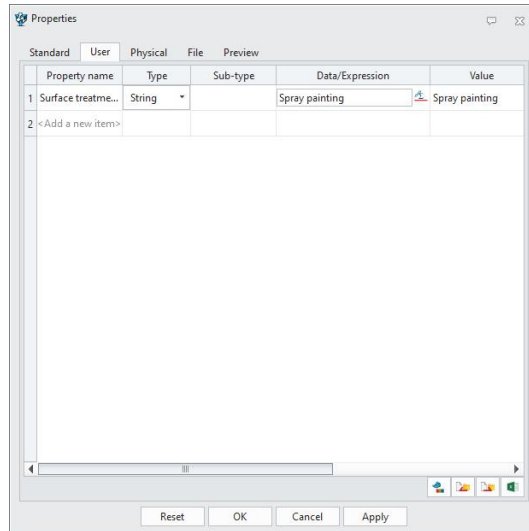 Properties
Standard User Physical File Preview
Property name Type Sub-type Data/Expression Value
1 Surface treatme... String Spray painting Spray painting
2 <Add a new item>
Reset OK Cancel Apply